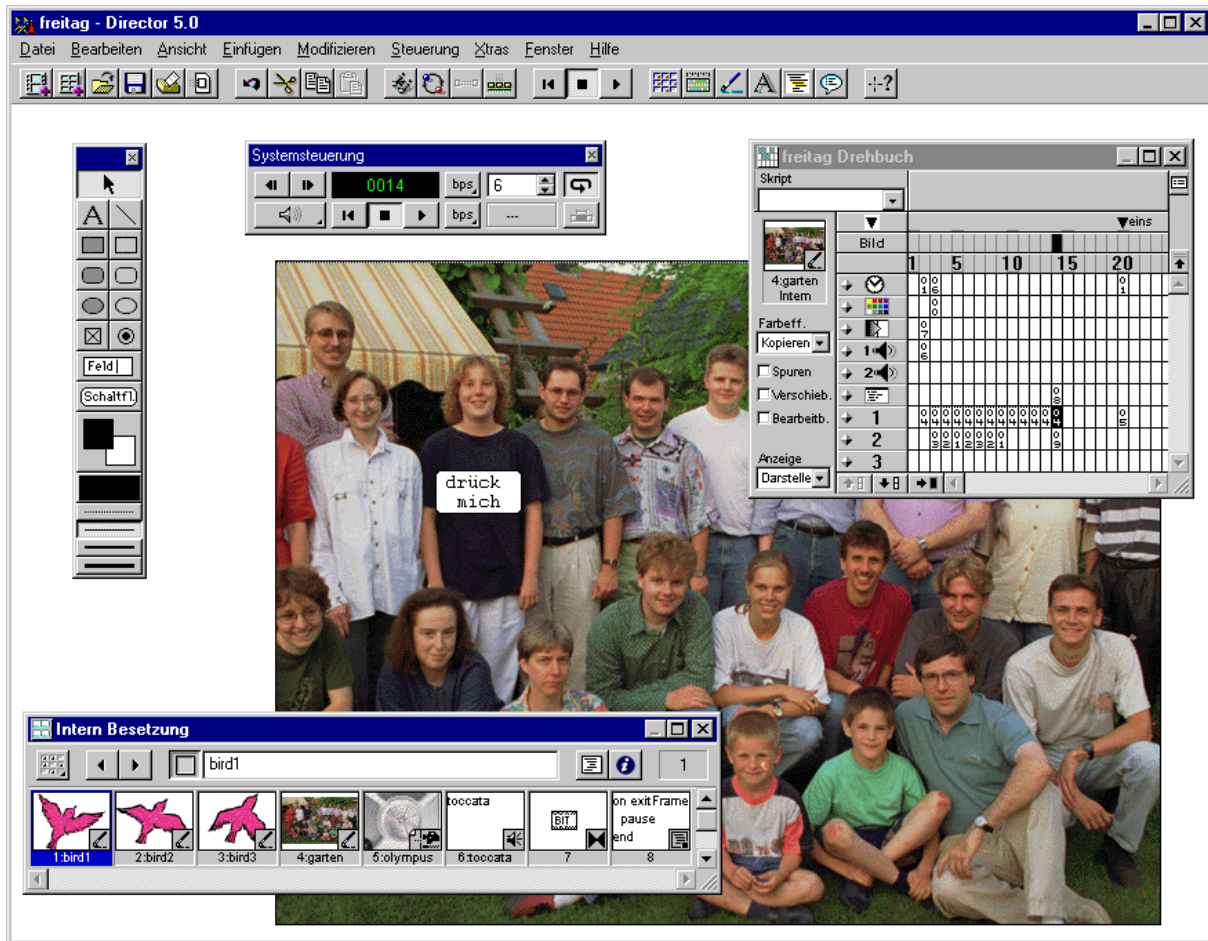 freitag - Director 5.0
Datei Bearbeiten Ansicht Einfügen Modifizieren Steuerung Xtras Fenster Hilfe
Systemsteuerung
0014 bps 6
bps ---
A
Feld
Schaltfl.
freitag Drehbuch
Skript
eins
Bild
1 5 10 15 20
4:garten
Intern
Farbeff.
Kopieren
Spuren
Verschieb.
Bearbeitb.
Anzeige
Darstelle
1
2
1
2
3
drück
mich
Intern Besetzung
bird1 1
toccata
BIT
on exitFrame
pause
end
1:bird1 2:bird2 3:bird3 4:garten 5:olympus 6:toccata 7 8